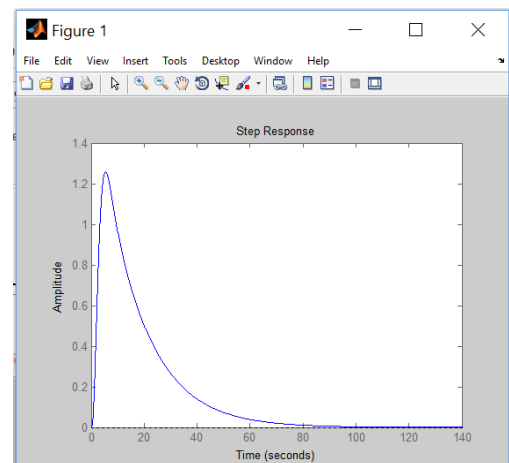 Figure 1
File Edit View Insert Tools Desktop Window Help
Step Response
1.4
1.2
1
0.8
0.6
0.4
0.2
0
Amplitude
0 20 40 60 80 100 120 140
Time (seconds)